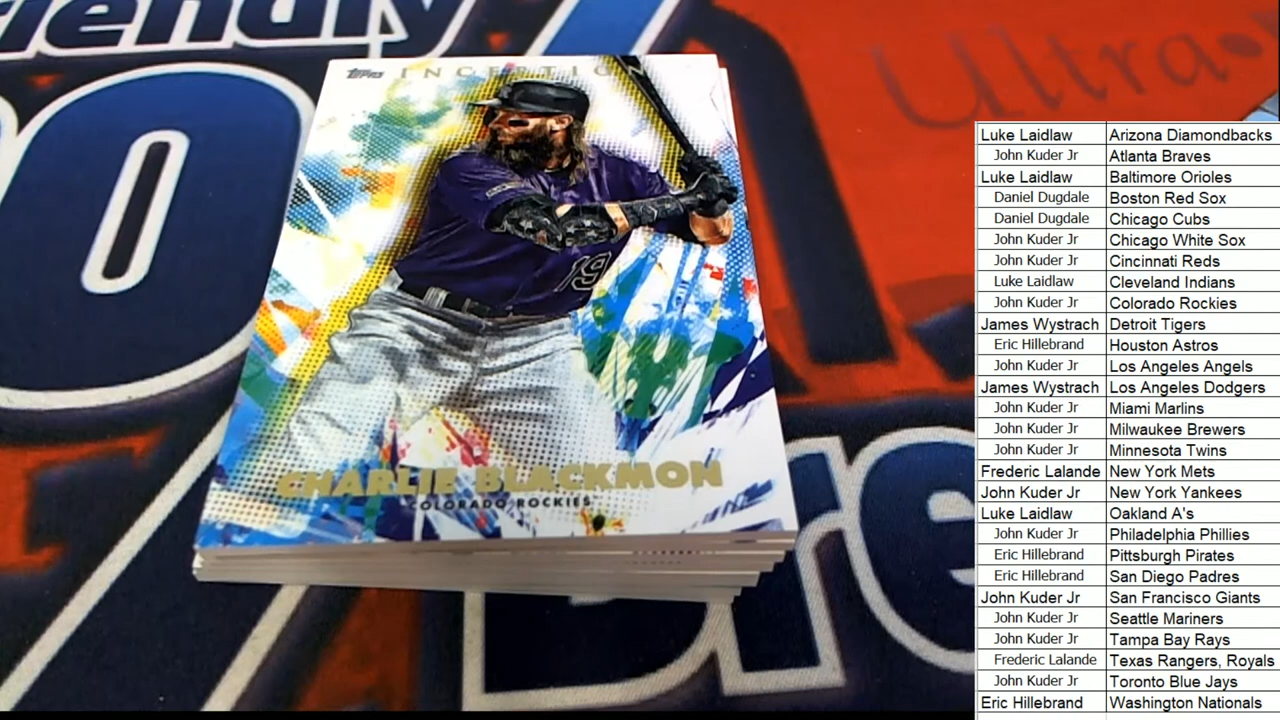 friendly
Topps INCEPTION
19
CHARLIE BLACKMON
COLORADO ROCKIES
Ultra
Bre
Luke Laidlaw Arizona Diamondbacks
John Kuder Jr Atlanta Braves
Luke Laidlaw Baltimore Orioles
Daniel Dugdale Boston Red Sox
Daniel Dugdale Chicago Cubs
John Kuder Jr Chicago White Sox
John Kuder Jr Cincinnati Reds
Luke Laidlaw Cleveland Indians
John Kuder Jr Colorado Rockies
James Wystrach Detroit Tigers
Eric Hillebrand Houston Astros
John Kuder Jr Los Angeles Angels
James Wystrach Los Angeles Dodgers
John Kuder Jr Miami Marlins
John Kuder Jr Milwaukee Brewers
John Kuder Jr Minnesota Twins
Frederic Lalande New York Mets
John Kuder Jr New York Yankees
Luke Laidlaw Oakland A's
John Kuder Jr Philadelphia Phillies
Eric Hillebrand Pittsburgh Pirates
Eric Hillebrand San Diego Padres
John Kuder Jr San Francisco Giants
John Kuder Jr Seattle Mariners
John Kuder Jr Tampa Bay Rays
Frederic Lalande Texas Rangers, Royals
John Kuder Jr Toronto Blue Jays
Eric Hillebrand Washington Nationals